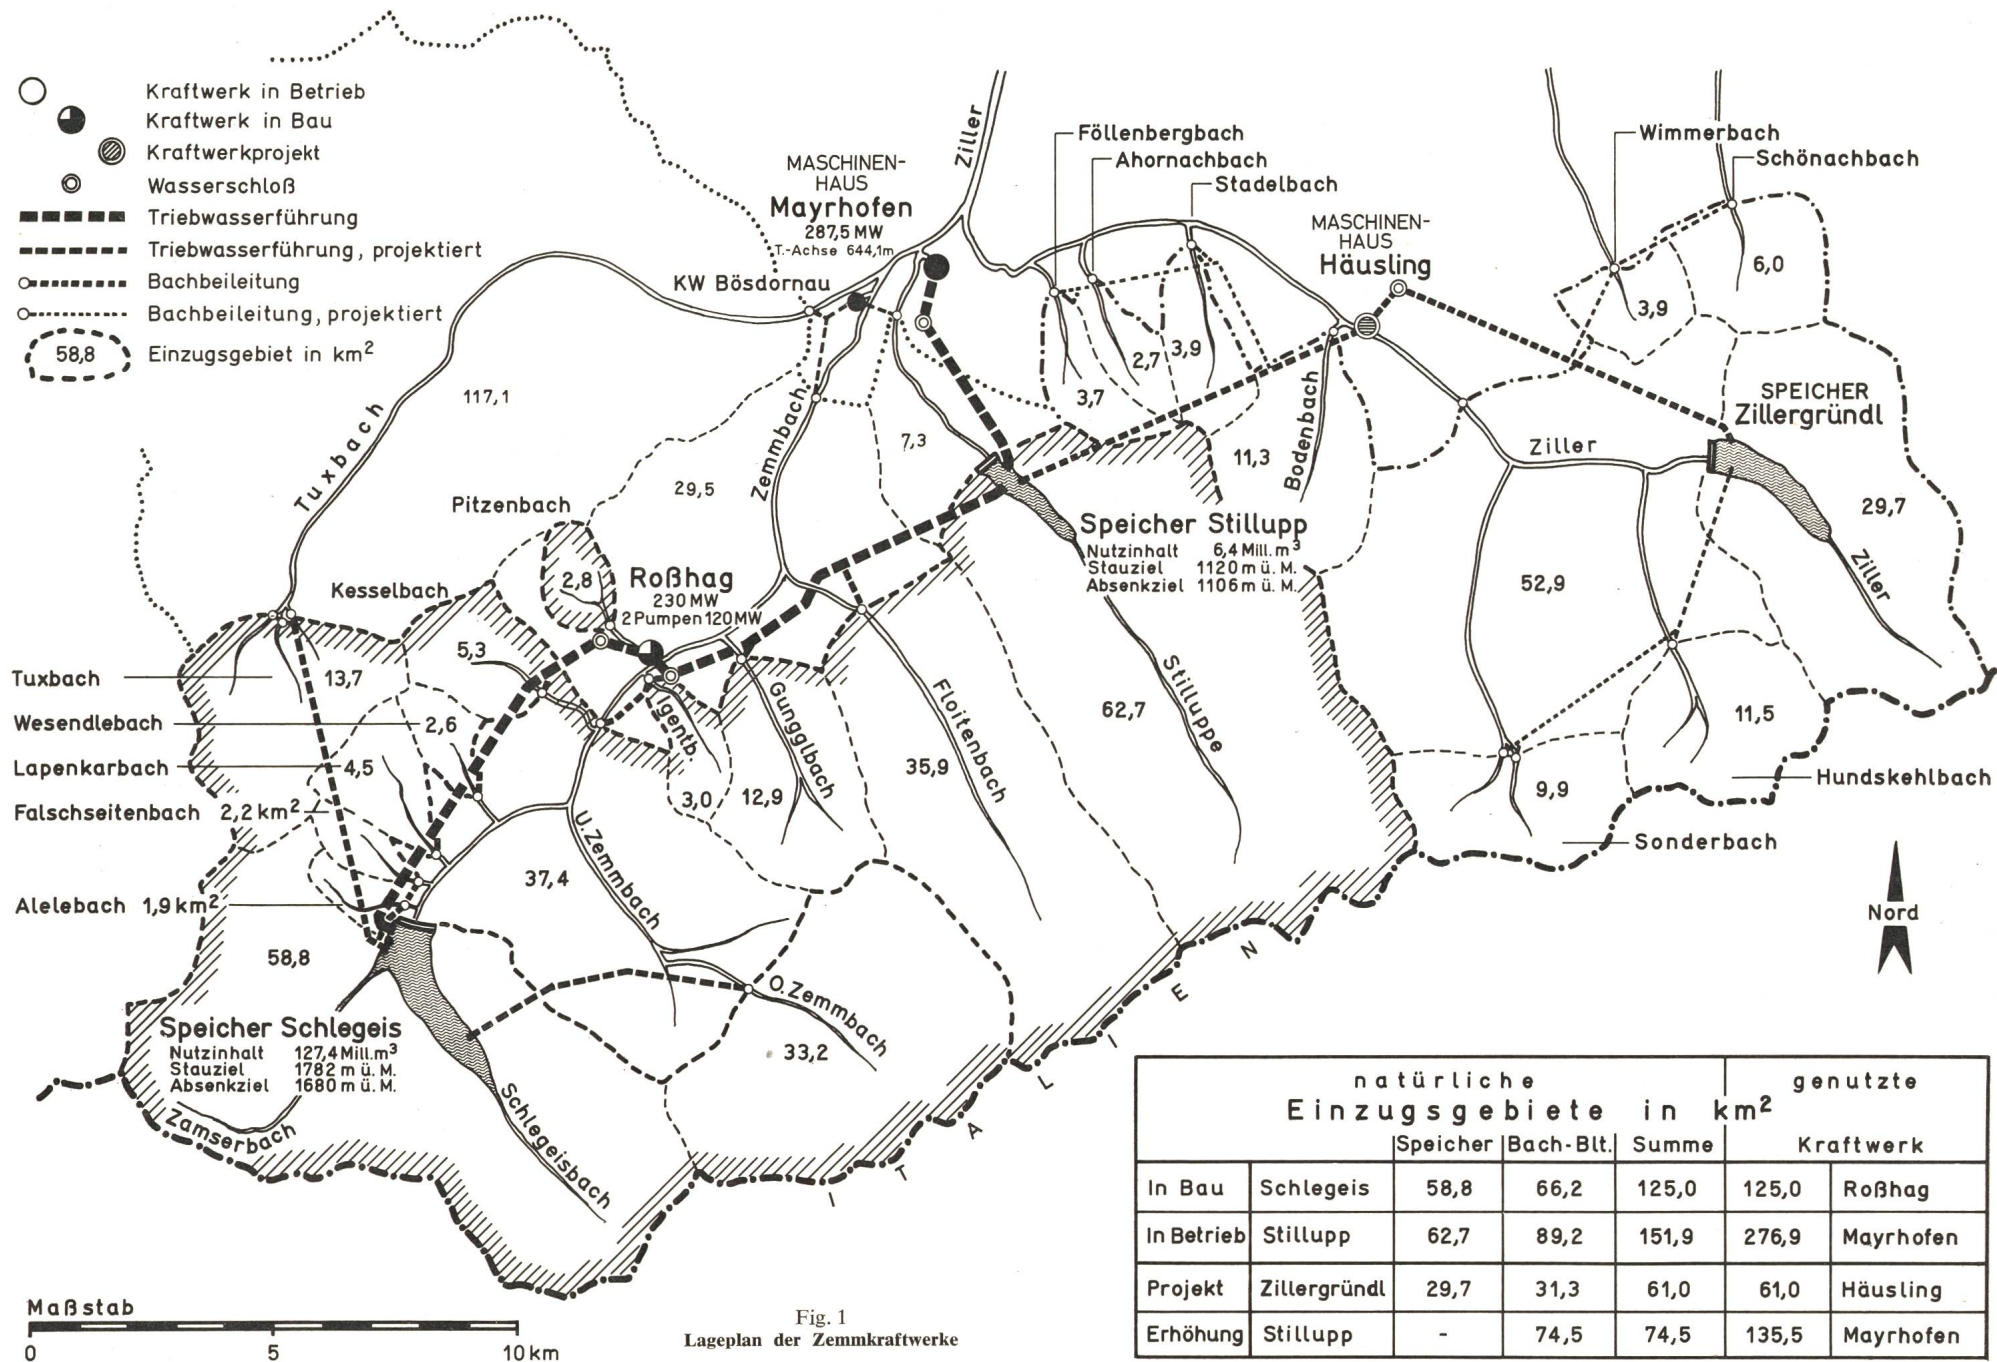 Kraftwerk in Betrieb
Kraftwerk in Bau
Kraftwerkprojekt
Wasserschloß
Triebwasserführung
Triebwasserführung, projektiert
Bachbeileitung
Bachbeileitung, projektiert
58,8 Einzugsgebiet in km²
MASCHINEN-
HAUS
Mayrhofen
287,5 MW
T.-Achse 644,1m
KW Bösdornau
Ziller
Föllenbergbach
Ahornachbach
Stadelbach
MASCHINEN-
HAUS
Häusling
Wimmerbach
Schönachbach
6,0
3,9
SPEICHER
Zillergründl
29,7
Ziller
Ziller
2,7
3,9
3,7
11,3
Bodenbach
52,9
11,5
Hundskehlbach
9,9
Sonderbach
Tuxbach
117,1
29,5
Zemmbach
7,3
Pitzenbach
2,8
Kesselbach
5,3
Roßhag
230 MW
2 Pumpen 120 MW
Speicher Stillupp
Nutzinhalt 6,4 Mill. m³
Stauziel 1120 m ü. M.
Absenkziel 1106 m ü. M.
62,7
Stilluppe
Floitenbach
35,9
Gungglbach
12,9
Igentb.
3,0
Tuxbach
13,7
Wesendlebach
2,6
Lapenkarbach
4,5
Falschseitenbach 2,2 km²
Alelebach 1,9 km²
37,4
U. Zemmbach
O. Zemmbach
33,2
58,8
Speicher Schlegeis
Nutzinhalt 127,4 Mill. m³
Stauziel 1782 m ü. M.
Absenkziel 1680 m ü. M.
Zamserbach
Schlegeisbach
ITALIEN
Nord
natürliche genutzte
Einzugsgebiete in km²
Speicher Bach-Blt. Summe Kraftwerk
In Bau Schlegeis 58,8 66,2 125,0 125,0 Roßhag
In Betrieb Stillupp 62,7 89,2 151,9 276,9 Mayrhofen
Projekt Zillergründl 29,7 31,3 61,0 61,0 Häusling
Erhöhung Stillupp - 74,5 74,5 135,5 Mayrhofen
Maßstab
0 5 10 km
Fig. 1
Lageplan der Zemmkraftwerke